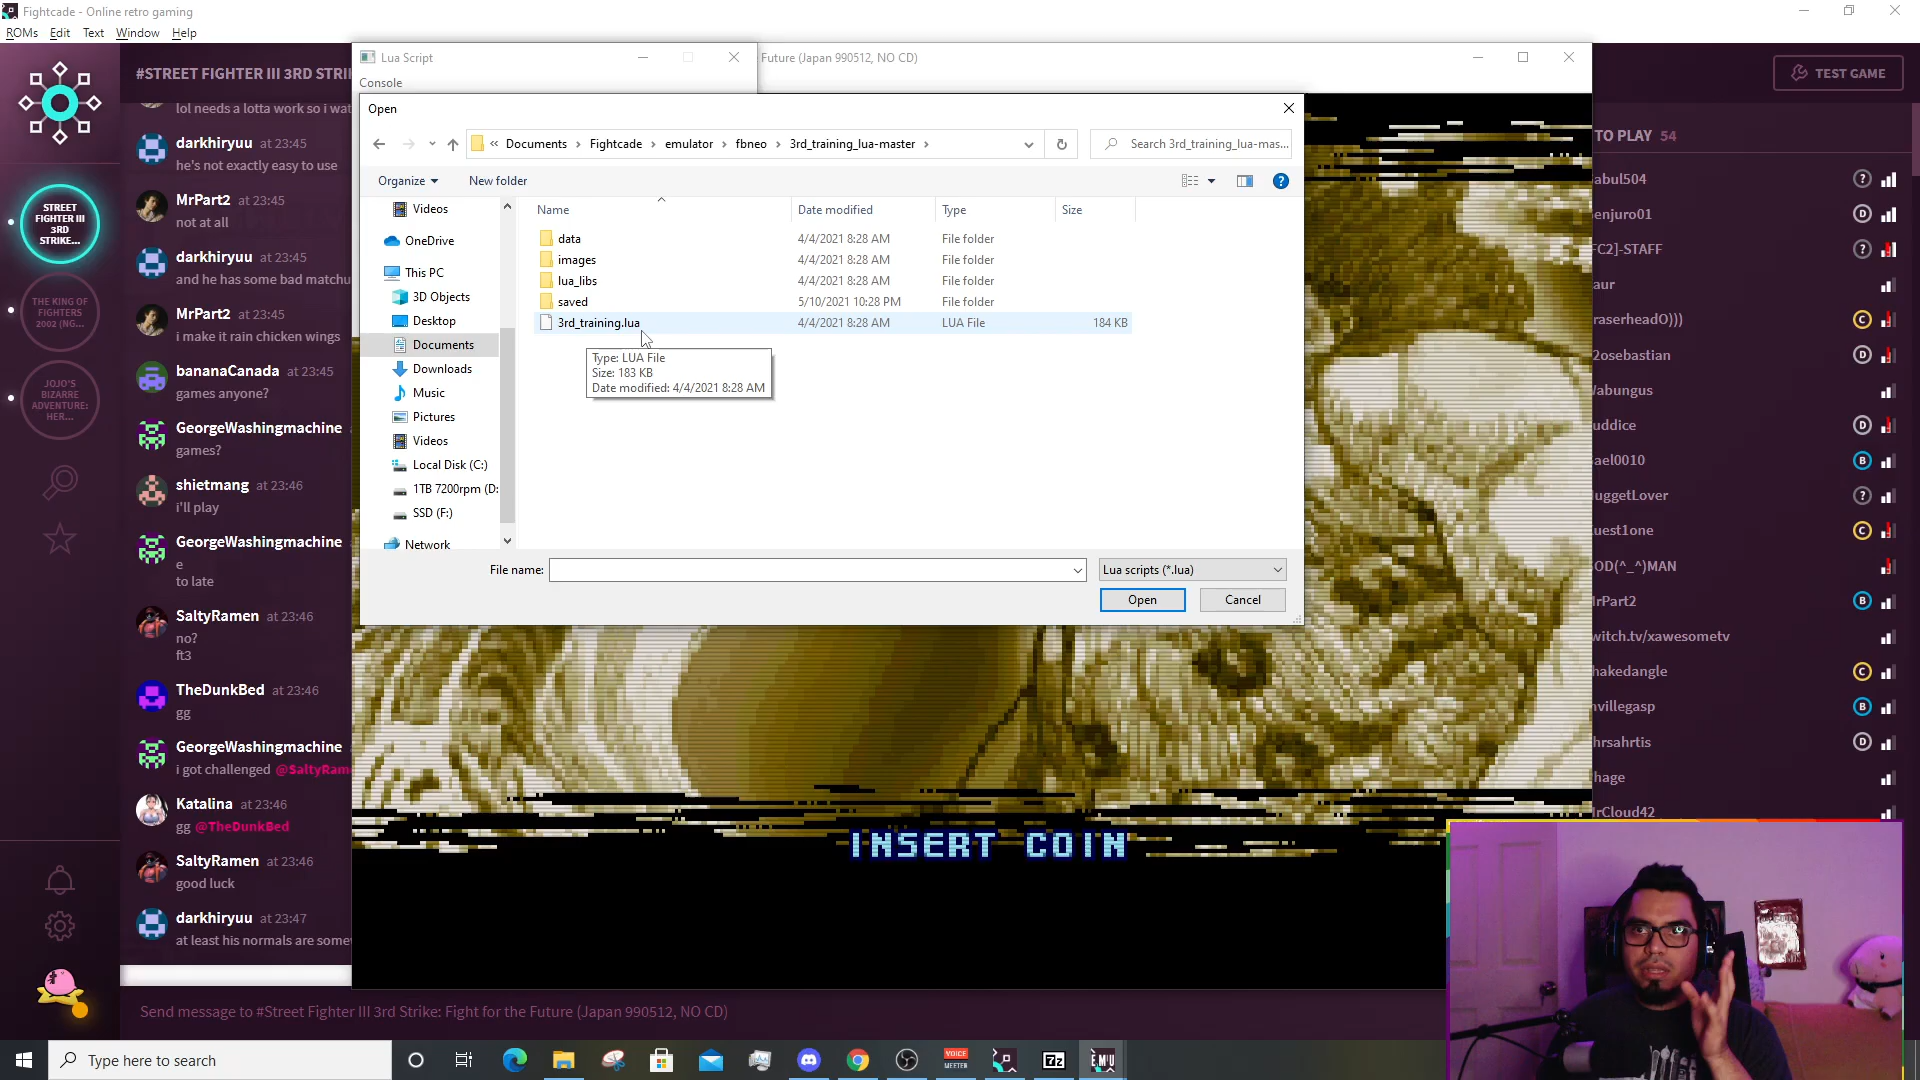 Fightcade - Online retro gaming
ROMs Edit Text Window Help
#STREET FIGHTER III 3RD STRI
STREET
FIGHTER III
3RD
STRIKE...
THE KING OF
FIGHTERS
2002 (NG...
JOJO'S
BIZARRE
ADVENTURE:
HER...
lol needs a lotta work so i wat
darkhiryuu at 23:45
he's not exactly easy to use
MrPart2 at 23:45
not at all
darkhiryuu at 23:45
and he has some bad matchu
MrPart2 at 23:45
i make it rain chicken wings
bananaCanada at 23:45
games anyone?
GeorgeWashingmachine
games?
shietmang at 23:46
i'll play
GeorgeWashingmachine
e
to late
SaltyRamen at 23:46
no?
ft3
TheDunkBed at 23:46
gg
GeorgeWashingmachine
i got challenged @SaltyRam
Katalina at 23:46
gg @TheDunkBed
SaltyRamen at 23:46
good luck
darkhiryuu at 23:47
at least his normals are some
Send message to #Street Fighter III 3rd Strike: Fight for the Future (Japan 990512, NO CD)
Lua Script
Console
Future (Japan 990512, NO CD)
Open
« Documents > Fightcade > emulator > fbneo > 3rd_training_lua-master >
Search 3rd_training_lua-mas...
Organize New folder
Name Date modified Type Size
data 4/4/2021 8:28 AM File folder
images 4/4/2021 8:28 AM File folder
lua_libs 4/4/2021 8:28 AM File folder
saved 5/10/2021 10:28 PM File folder
3rd_training.lua 4/4/2021 8:28 AM LUA File 184 KB
Type: LUA File
Size: 183 KB
Date modified: 4/4/2021 8:28 AM
Videos
OneDrive
This PC
3D Objects
Desktop
Documents
Downloads
Music
Pictures
Videos
Local Disk (C:)
1TB 7200rpm (D:
SSD (F:)
Network
File name:
Lua scripts (*.lua)
Open Cancel
INSERT COIN
TEST GAME
TO PLAY 54
abul504 ?
enjuro01 D
C2]-STAFF ?
aur
raserheadO))) C
2osebastian D
/abungus
uddice D
ael0010 B
uggetLover ?
uest1one C
OD(^_^)MAN
rPart2 B
witch.tv/xawesometv
hakedangle C
villegasp B
hrsahrtis D
hage
rCloud42
Type here to search
VOICE
MEETER
7z
EMU